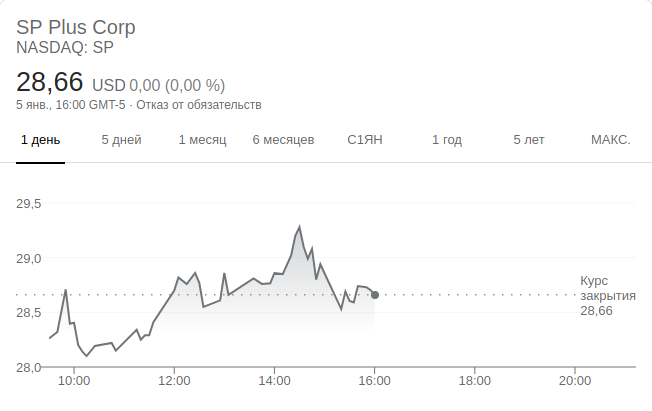 SP Plus Corp
NASDAQ: SP
28,66 USD 0,00 (0,00 %)
5 янв., 16:00 GMT-5 · Отказ от обязательств
1 день 5 дней 1 месяц 6 месяцев С1ЯН 1 год 5 лет МАКС.
29,5
29,0
Курс
закрытия
28,66
28,5
28,0
10:00 12:00 14:00 16:00 18:00 20:00